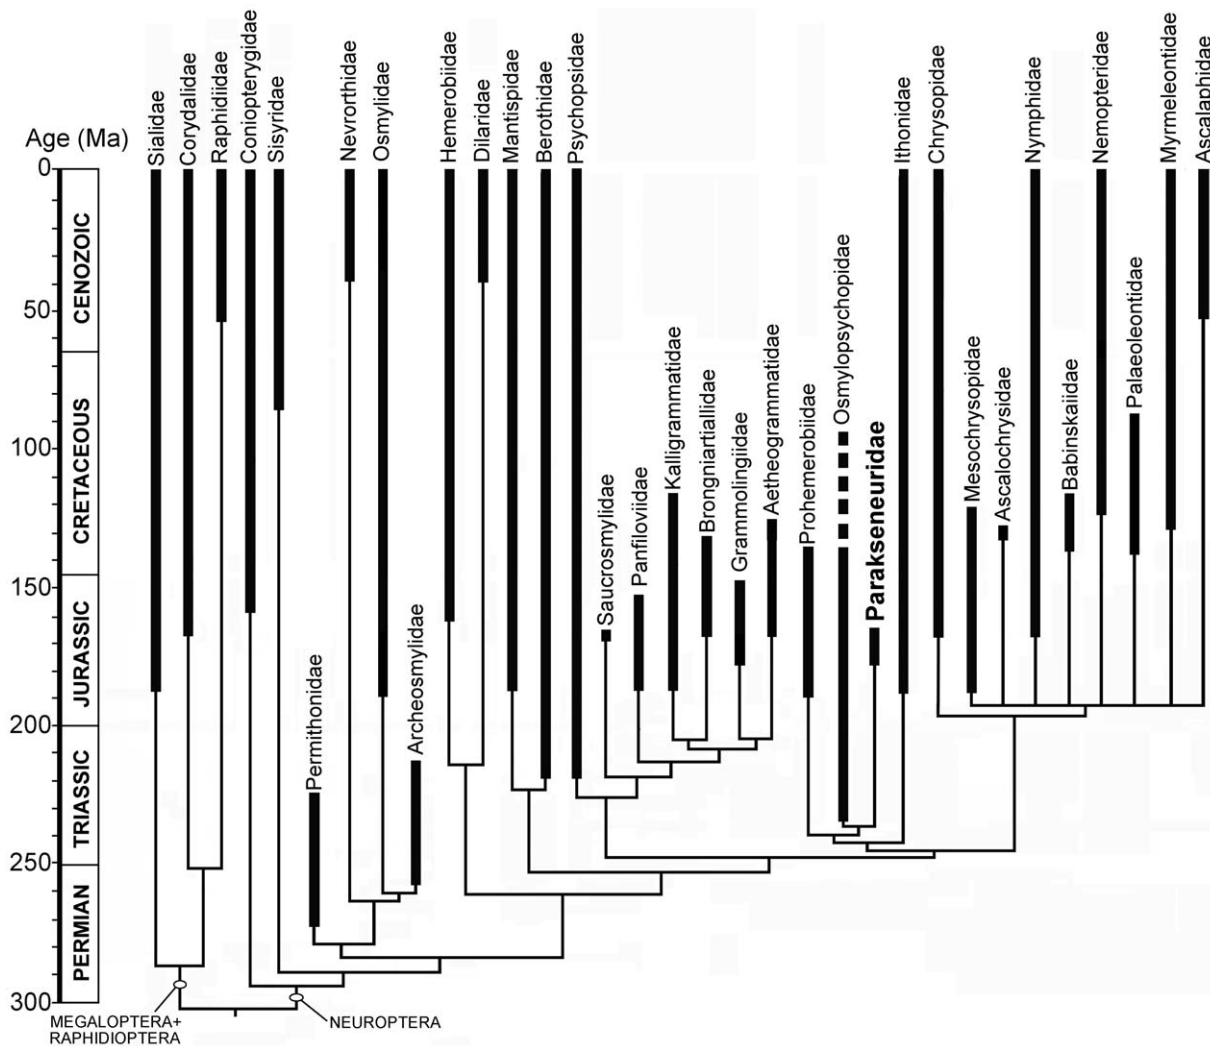 Age (Ma)
0
50
100
150
200
250
300
CENOZOIC
CRETACEOUS
JURASSIC
TRIASSIC
PERMIAN
Sialidae
Corydalidae
Raphidiidae
Coniopterygidae
Sisyridae
Permithonidae
Nevrorthidae
Osmylidae
Archeosmylidae
Hemerobiidae
Dilaridae
Mantispidae
Berothidae
Psychopsidae
Saucrosmylidae
Panfiloviidae
Kalligrammatidae
Brongniartiallidae
Grammolingiidae
Aetheogrammatidae
Prohemerobiidae
Osmylopsychopidae
Parakseneuridae
Ithonidae
Chrysopidae
Mesochrysopidae
Ascalochrysidae
Nymphidae
Babinskaiidae
Nemopteridae
Palaeoleontidae
Myrmeleontidae
Ascalaphidae
MEGALOPTERA+
RAPHIDIOPTERA
NEUROPTERA